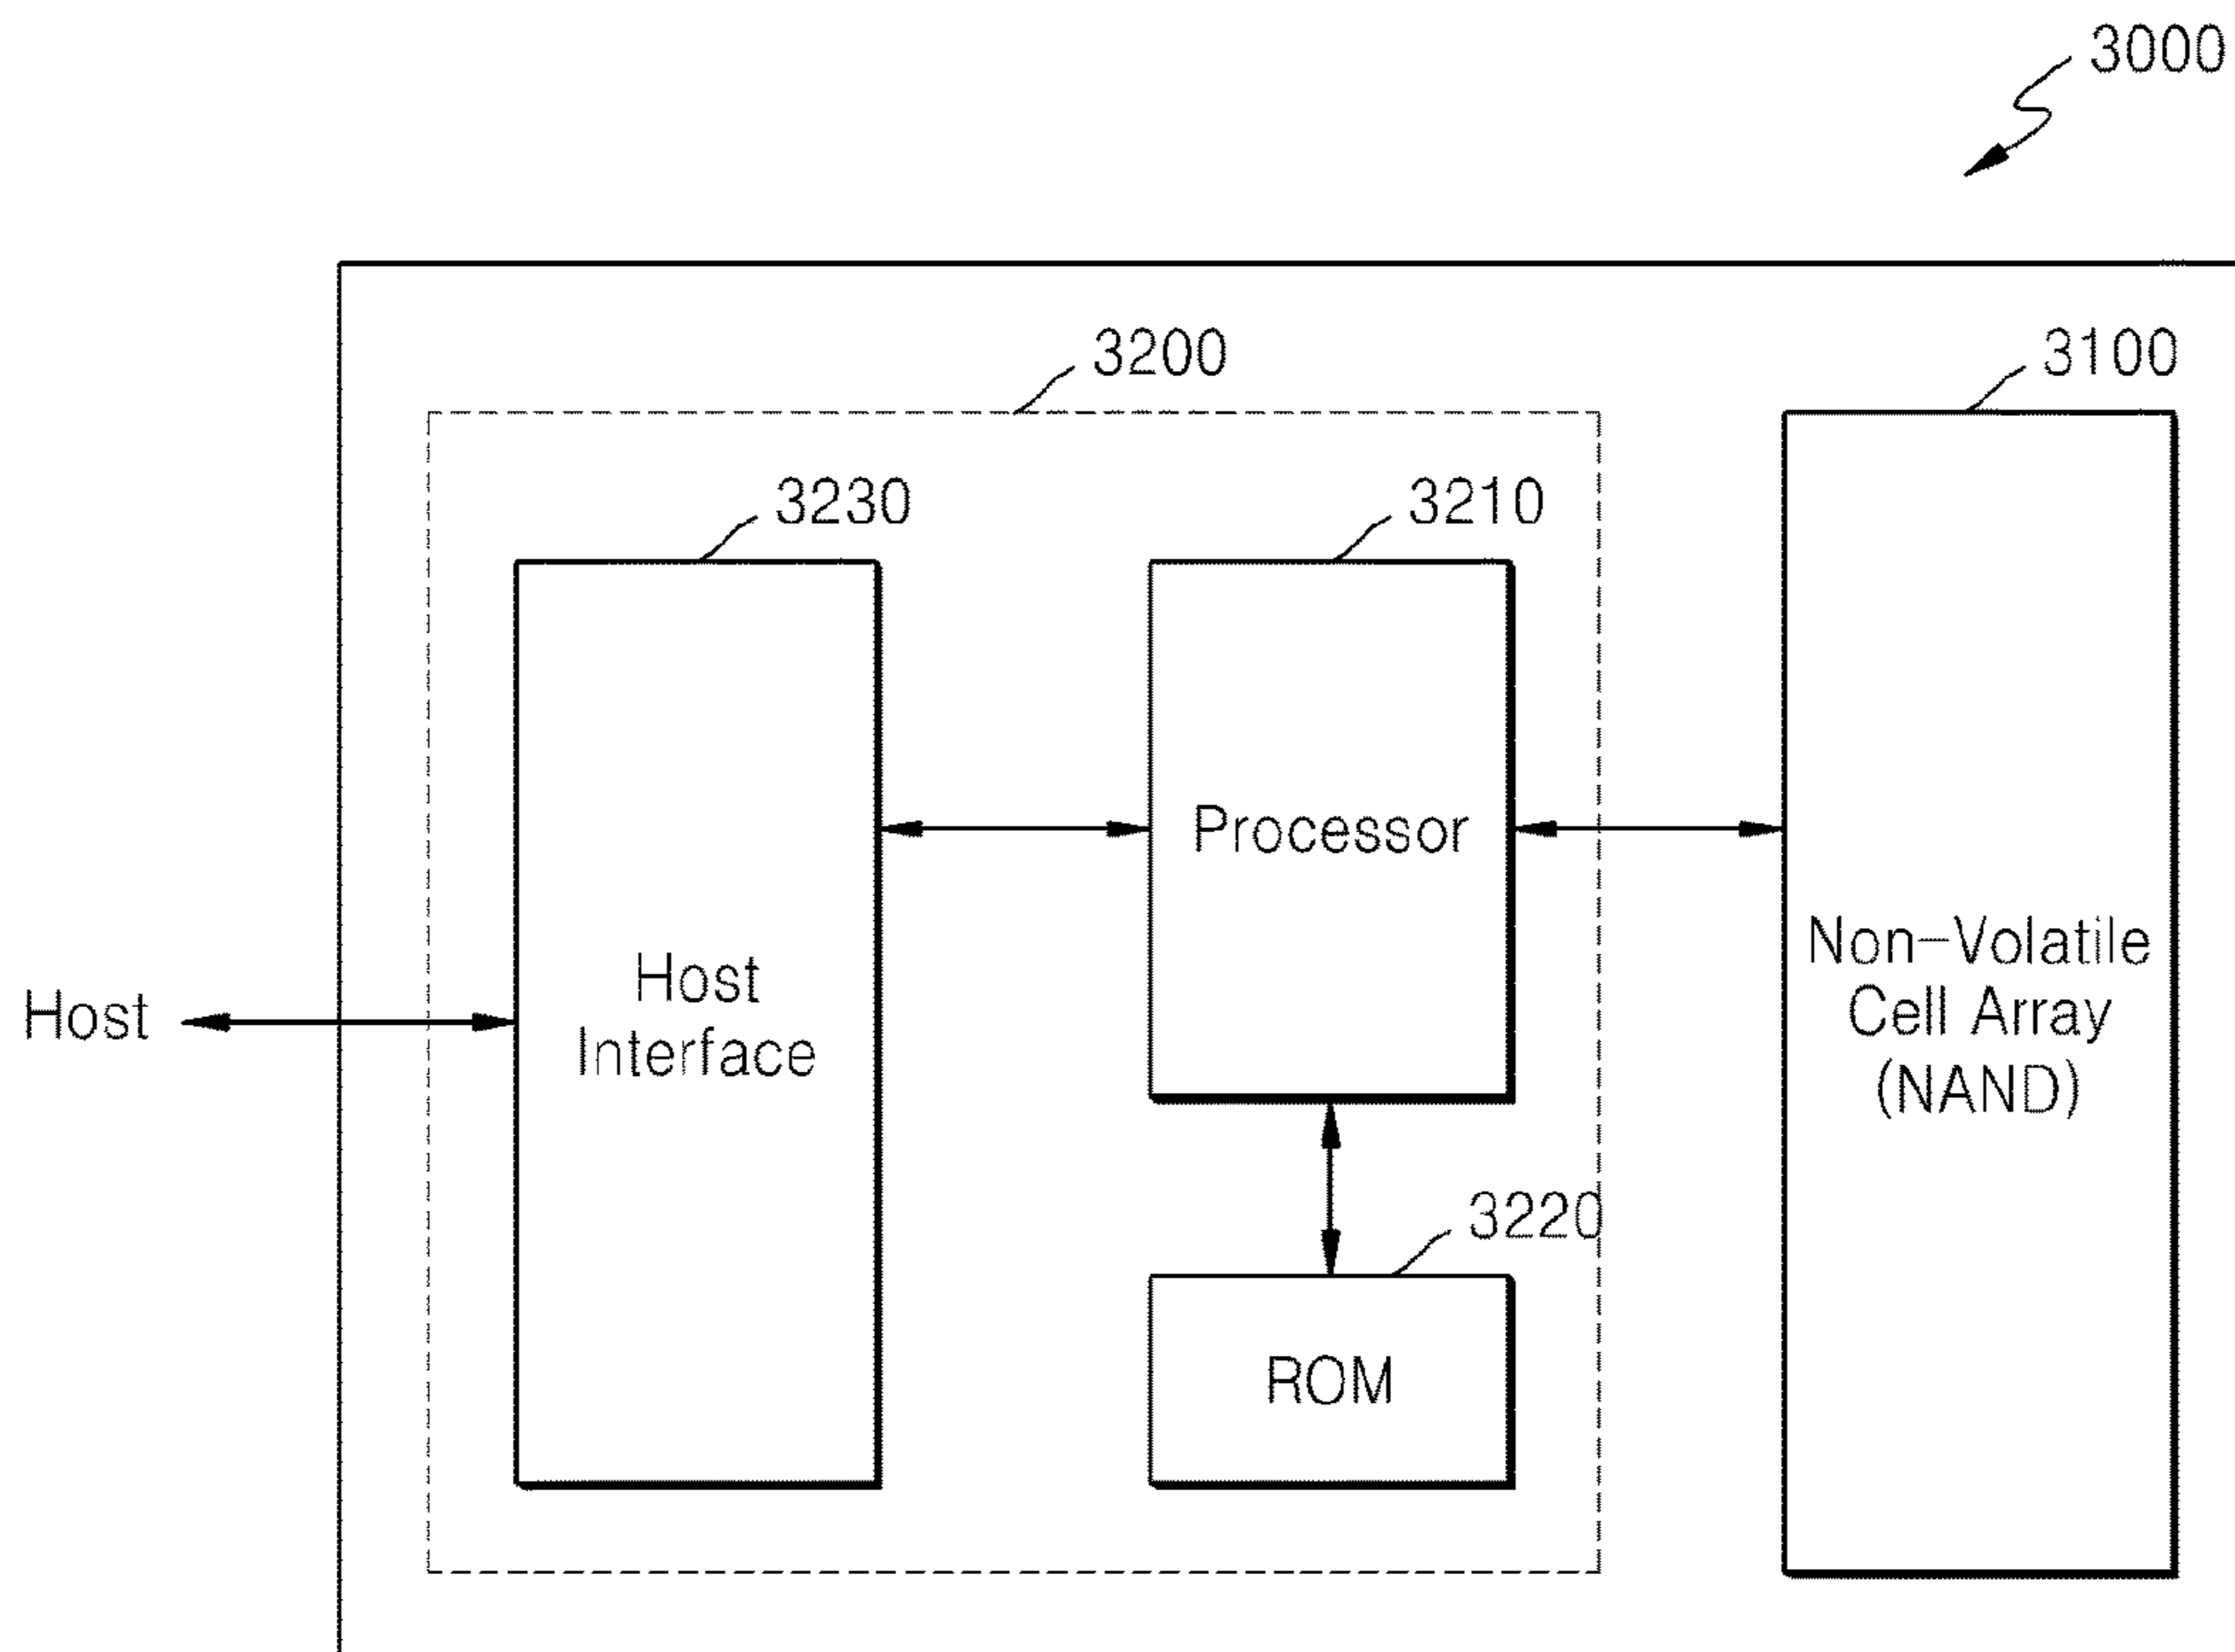 3000
3200
3100
3230
3210
Processor
Non-Volatile
Cell Array
(NAND)
Host
Interface
Host
3220
ROM